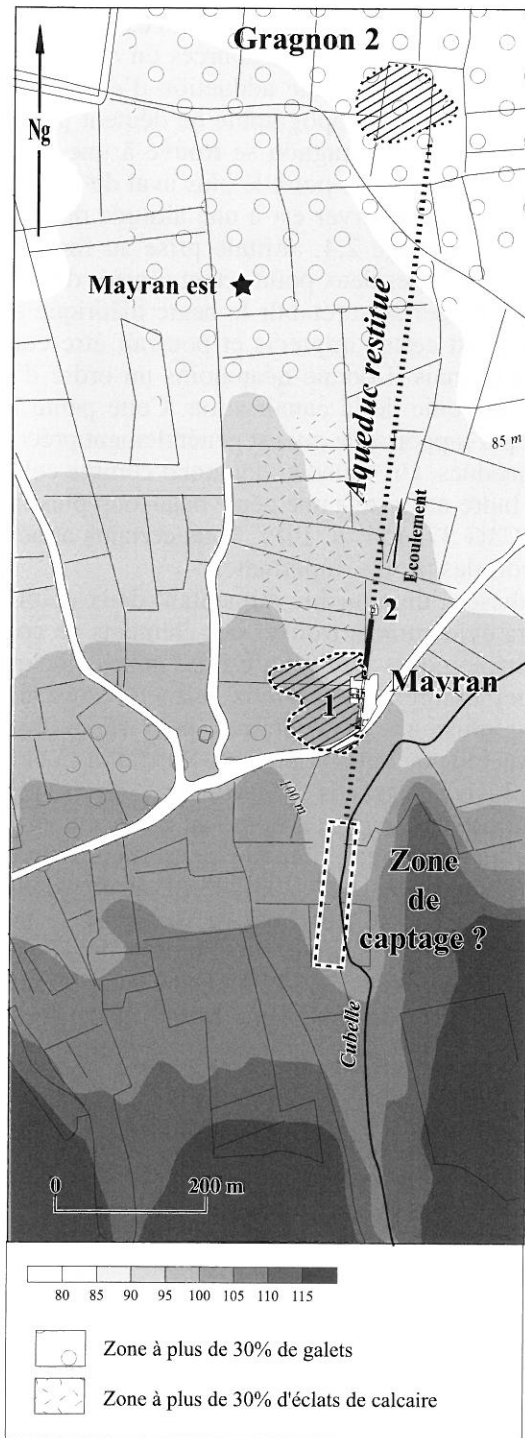 Gragnon 2
Ng
Mayran est
Aqueduc restitué
85 m
Ecoulement
2
1
Mayran
100 m
Zone
de
captage ?
Cubelle
0 200 m
80 85 90 95 100 105 110 115
Zone à plus de 30% de galets
Zone à plus de 30% d'éclats de calcaire